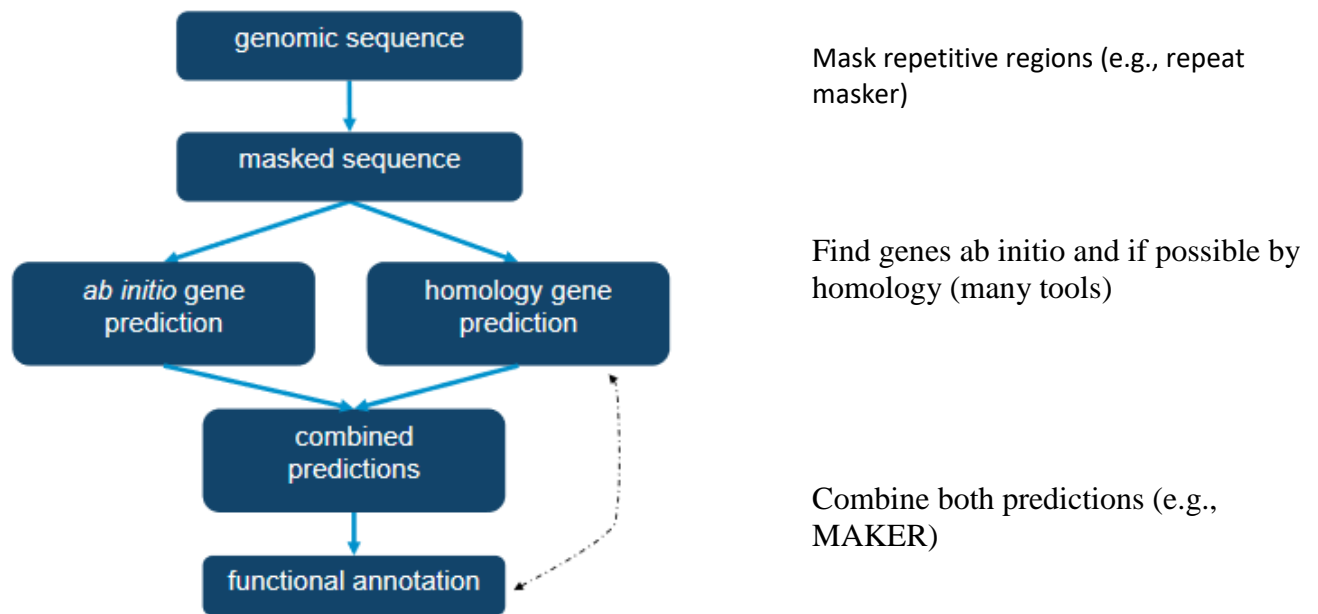 genomic sequence
Mask repetitive regions (e.g., repeat
masker)
masked sequence
Find genes ab initio and if possible by
homology (many tools)
ab initio gene
prediction
homology gene
prediction
combined
predictions
Combine both predictions (e.g.,
MAKER)
functional annotation